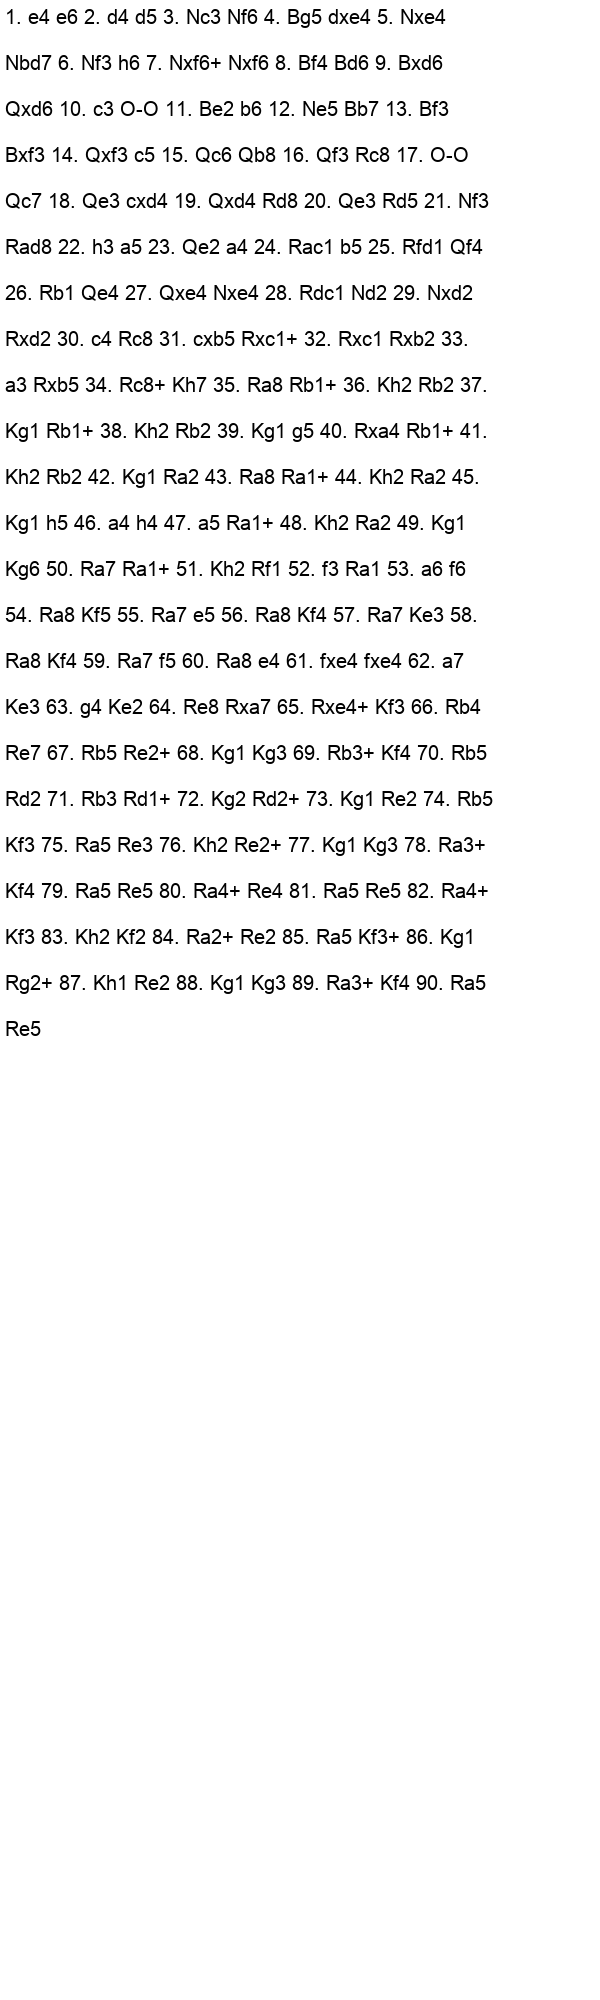 1. e4 e6 2. d4 d5 3. Nc3 Nf6 4. Bg5 dxe4 5. Nxe4
Nbd7 6. Nf3 h6 7. Nxf6+ Nxf6 8. Bf4 Bd6 9. Bxd6
Qxd6 10. c3 O-O 11. Be2 b6 12. Ne5 Bb7 13. Bf3
Bxf3 14. Qxf3 c5 15. Qc6 Qb8 16. Qf3 Rc8 17. O-O
Qc7 18. Qe3 cxd4 19. Qxd4 Rd8 20. Qe3 Rd5 21. Nf3
Rad8 22. h3 a5 23. Qe2 a4 24. Rac1 b5 25. Rfd1 Qf4
26. Rb1 Qe4 27. Qxe4 Nxe4 28. Rdc1 Nd2 29. Nxd2
Rxd2 30. c4 Rc8 31. cxb5 Rxc1+ 32. Rxc1 Rxb2 33.
a3 Rxb5 34. Rc8+ Kh7 35. Ra8 Rb1+ 36. Kh2 Rb2 37.
Kg1 Rb1+ 38. Kh2 Rb2 39. Kg1 g5 40. Rxa4 Rb1+ 41.
Kh2 Rb2 42. Kg1 Ra2 43. Ra8 Ra1+ 44. Kh2 Ra2 45.
Kg1 h5 46. a4 h4 47. a5 Ra1+ 48. Kh2 Ra2 49. Kg1
Kg6 50. Ra7 Ra1+ 51. Kh2 Rf1 52. f3 Ra1 53. a6 f6
54. Ra8 Kf5 55. Ra7 e5 56. Ra8 Kf4 57. Ra7 Ke3 58.
Ra8 Kf4 59. Ra7 f5 60. Ra8 e4 61. fxe4 fxe4 62. a7
Ke3 63. g4 Ke2 64. Re8 Rxa7 65. Rxe4+ Kf3 66. Rb4
Re7 67. Rb5 Re2+ 68. Kg1 Kg3 69. Rb3+ Kf4 70. Rb5
Rd2 71. Rb3 Rd1+ 72. Kg2 Rd2+ 73. Kg1 Re2 74. Rb5
Kf3 75. Ra5 Re3 76. Kh2 Re2+ 77. Kg1 Kg3 78. Ra3+
Kf4 79. Ra5 Re5 80. Ra4+ Re4 81. Ra5 Re5 82. Ra4+
Kf3 83. Kh2 Kf2 84. Ra2+ Re2 85. Ra5 Kf3+ 86. Kg1
Rg2+ 87. Kh1 Re2 88. Kg1 Kg3 89. Ra3+ Kf4 90. Ra5
Re5